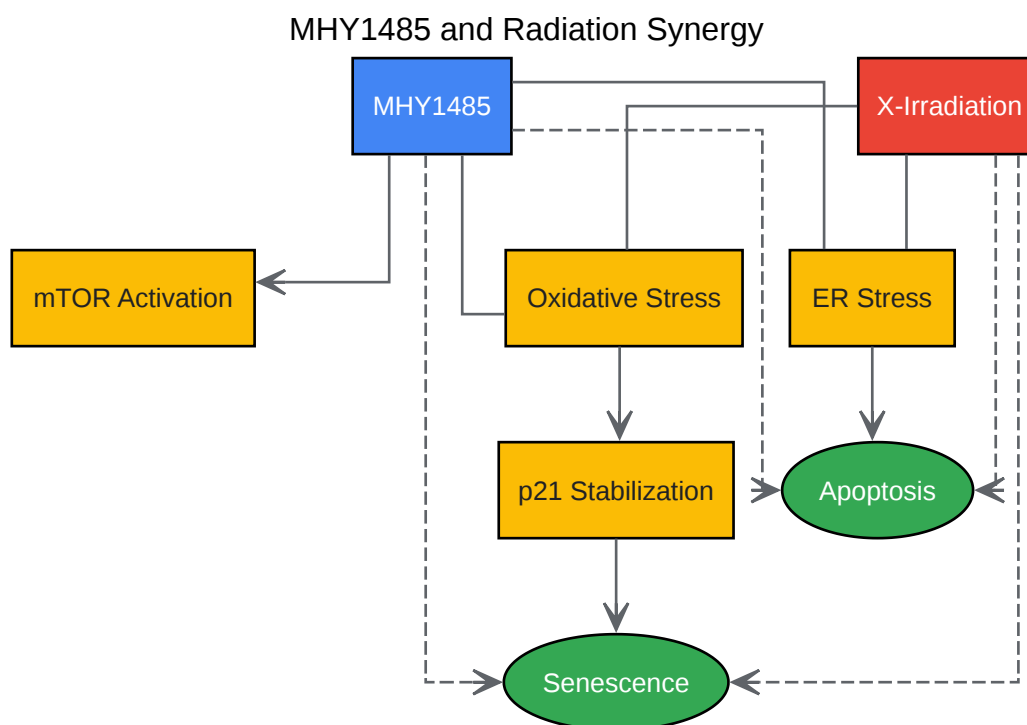 MHY1485 and Radiation Synergy
MHY1485
X-Irradiation
mTOR Activation
Oxidative Stress
ER Stress
p21 Stabilization
Apoptosis
Senescence